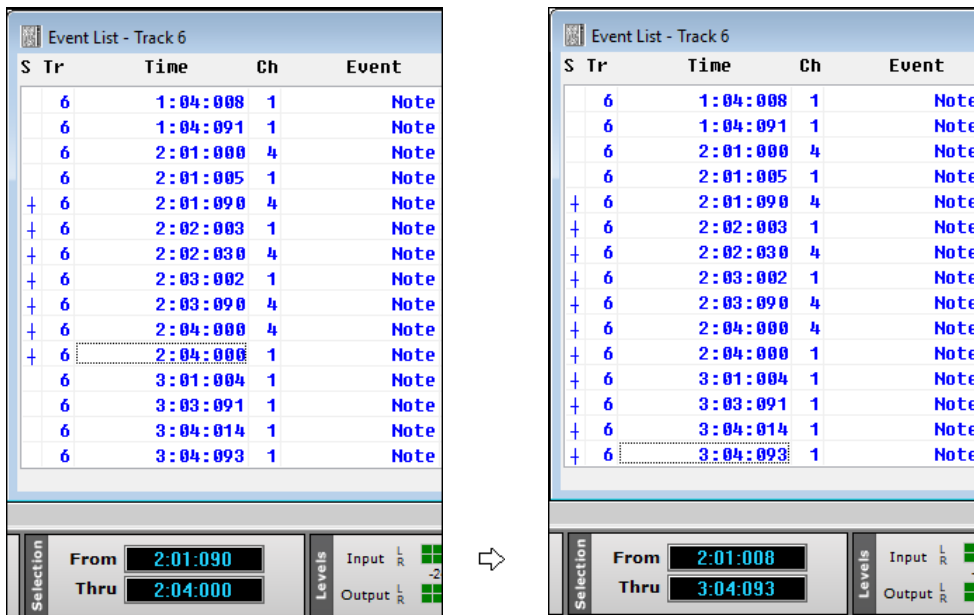 Event List - Track 6
S Tr Time Ch Event
6 1:04:008 1 Note
6 1:04:091 1 Note
6 2:01:000 4 Note
6 2:01:005 1 Note
┼ 6 2:01:090 4 Note
┼ 6 2:02:003 1 Note
┼ 6 2:02:030 4 Note
┼ 6 2:03:002 1 Note
┼ 6 2:03:090 4 Note
┼ 6 2:04:000 4 Note
┼ 6 2:04:000 1 Note
6 3:01:004 1 Note
6 3:03:091 1 Note
6 3:04:014 1 Note
6 3:04:093 1 Note
Selection
From 2:01:090
Thru 2:04:000
Levels
Input L R
-2
Output L R
Event List - Track 6
S Tr Time Ch Event
6 1:04:008 1 Note
6 1:04:091 1 Note
6 2:01:000 4 Note
6 2:01:005 1 Note
┼ 6 2:01:090 4 Note
┼ 6 2:02:003 1 Note
┼ 6 2:02:030 4 Note
┼ 6 2:03:002 1 Note
┼ 6 2:03:090 4 Note
┼ 6 2:04:000 4 Note
┼ 6 2:04:000 1 Note
┼ 6 3:01:004 1 Note
┼ 6 3:03:091 1 Note
┼ 6 3:04:014 1 Note
┼ 6 3:04:093 1 Note
Selection
From 2:01:008
Thru 3:04:093
Levels
Input L R
Output L R